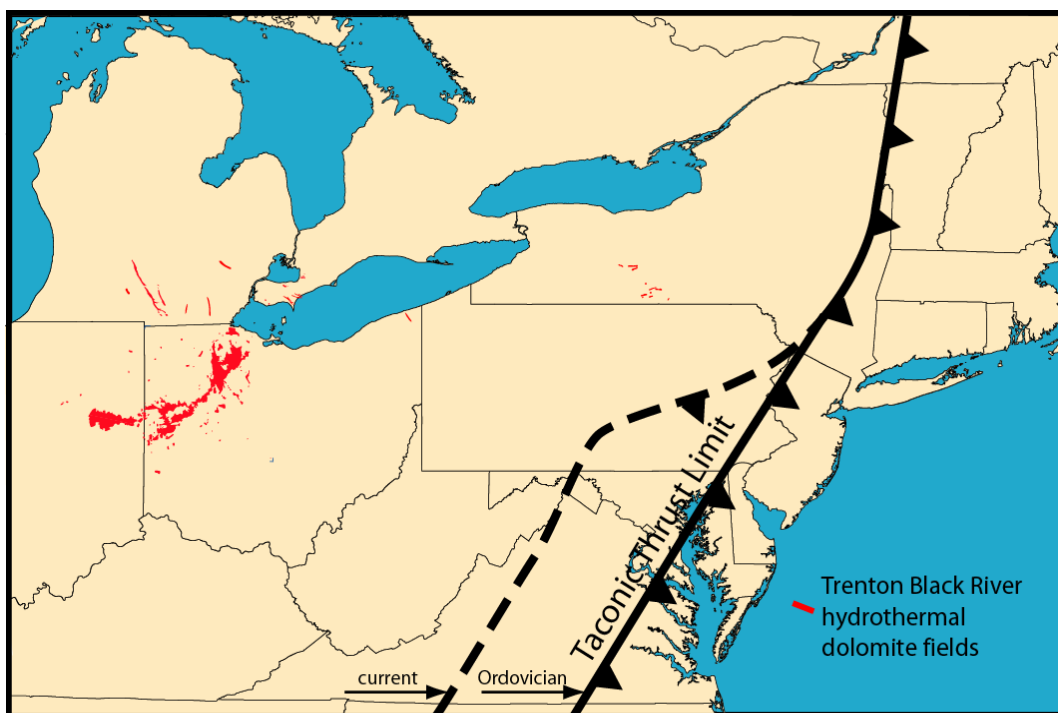 Taconic Thrust Limit
Trenton Black River
hydrothermal
dolomite fields
current
Ordovician